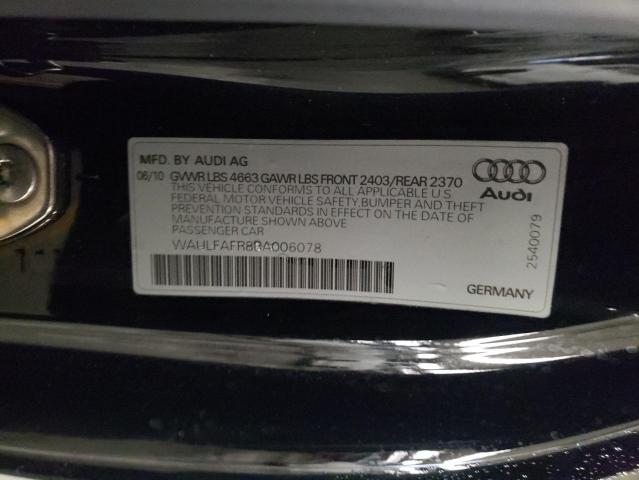 MFD. BY AUDI AG
06/10 GVWR LBS 4663 GAWR LBS FRONT 2403/REAR 2370
THIS VEHICLE CONFORMS TO ALL APPLICABLE U.S
FEDERAL MOTOR VEHICLE SAFETY,BUMPER AND THEFT
PREVENTION STANDARDS IN EFFECT ON THE DATE OF
MANUFACTURE SHOWN ABOVE
PASSENGER CAR
WAULFAFR8BA006078
Audi
2540079
GERMANY